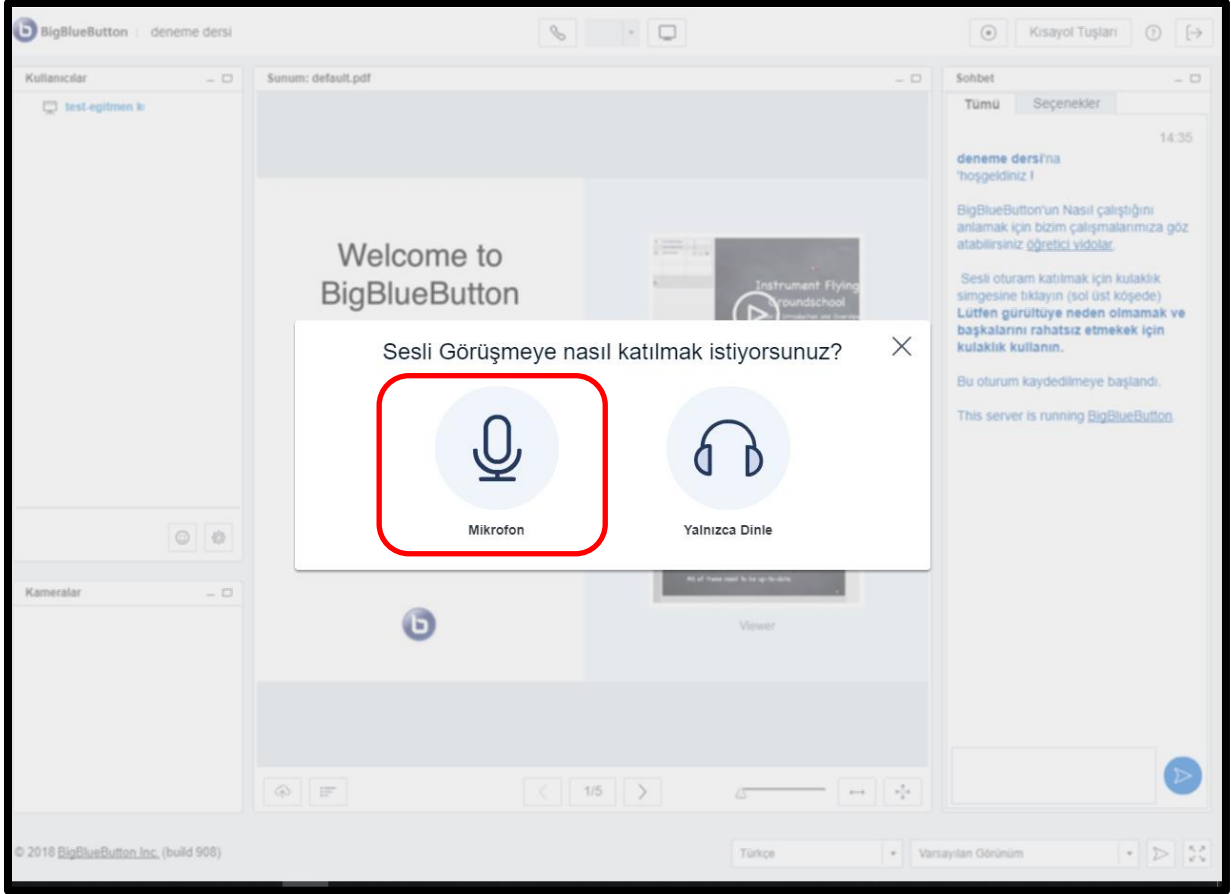 BigBlueButton deneme dersi
Kısayol Tuşları
Kullanıcılar
test-egitmen
Sunum: default.pdf
Welcome to
BigBlueButton
Instrument Flying
Groundschool
Viewer
Sesli Görüşmeye nasıl katılmak istiyorsunuz?
Mikrofon
Yalnızca Dinle
Kameralar
1/5
Sohbet
Tümü Seçenekler
14:35
deneme dersi'na
'hoşgeldiniz !
BigBlueButton'un Nasıl çalıştığını
anlamak için bizim çalışmalarımıza göz
atabilirsiniz öğretici vidolar.
Sesli oturam katılmak için kulaklık
simgesine tıklayın (sol üst köşede)
Lütfen gürültüye neden olmamak ve
başkalarını rahatsız etmekek için
kulaklık kullanın.
Bu oturum kaydedilmeye başlandı.
This server is running BigBlueButton.
© 2018 BigBlueButton Inc. (build 908)
Türkçe
Varsayılan Görünüm